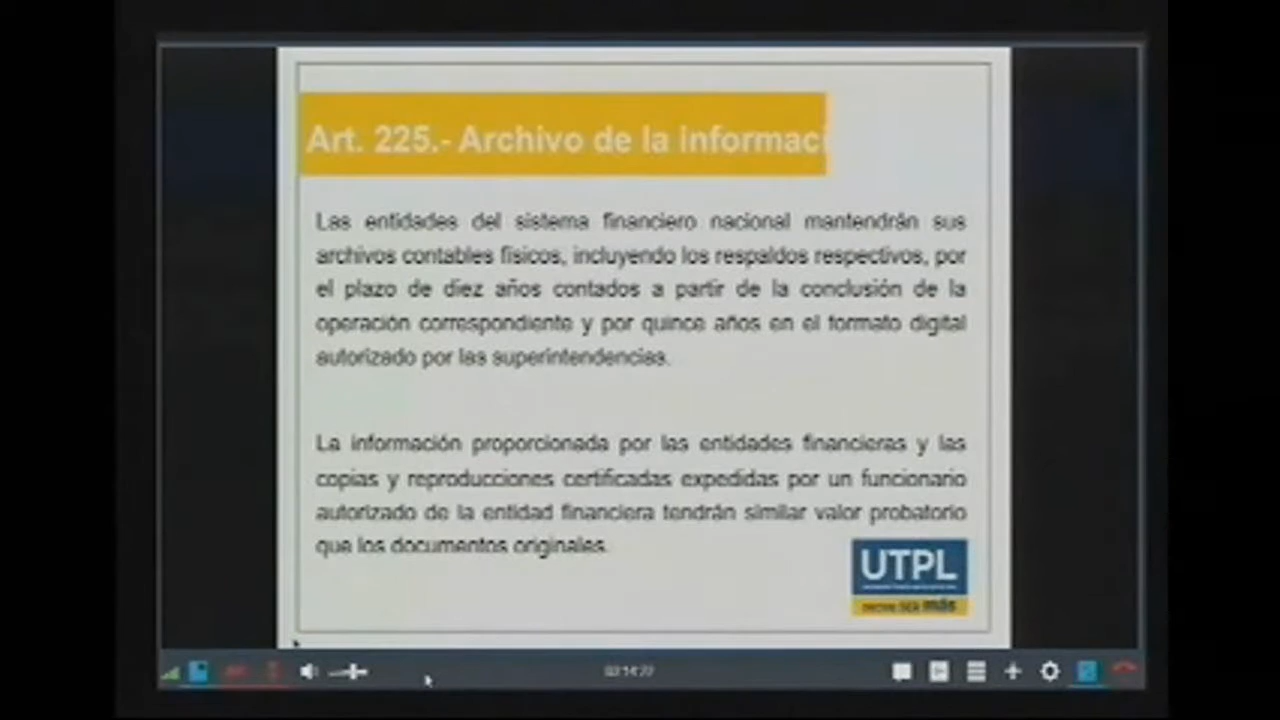 Art. 225.- Archivo de la informaci
Las entidades del sistema financiero nacional mantendrán sus
archivos contables físicos, incluyendo los respaldos respectivos, por
el plazo de diez años contados a partir de la conclusión de la
operación correspondiente y por quince años en el formato digital
autorizado por las superintendencias.
La información proporcionada por las entidades financieras y las
copias y reproducciones certificadas expedidas por un funcionario
autorizado de la entidad financiera tendrán similar valor probatorio
que los documentos originales.
UTPL
SER más